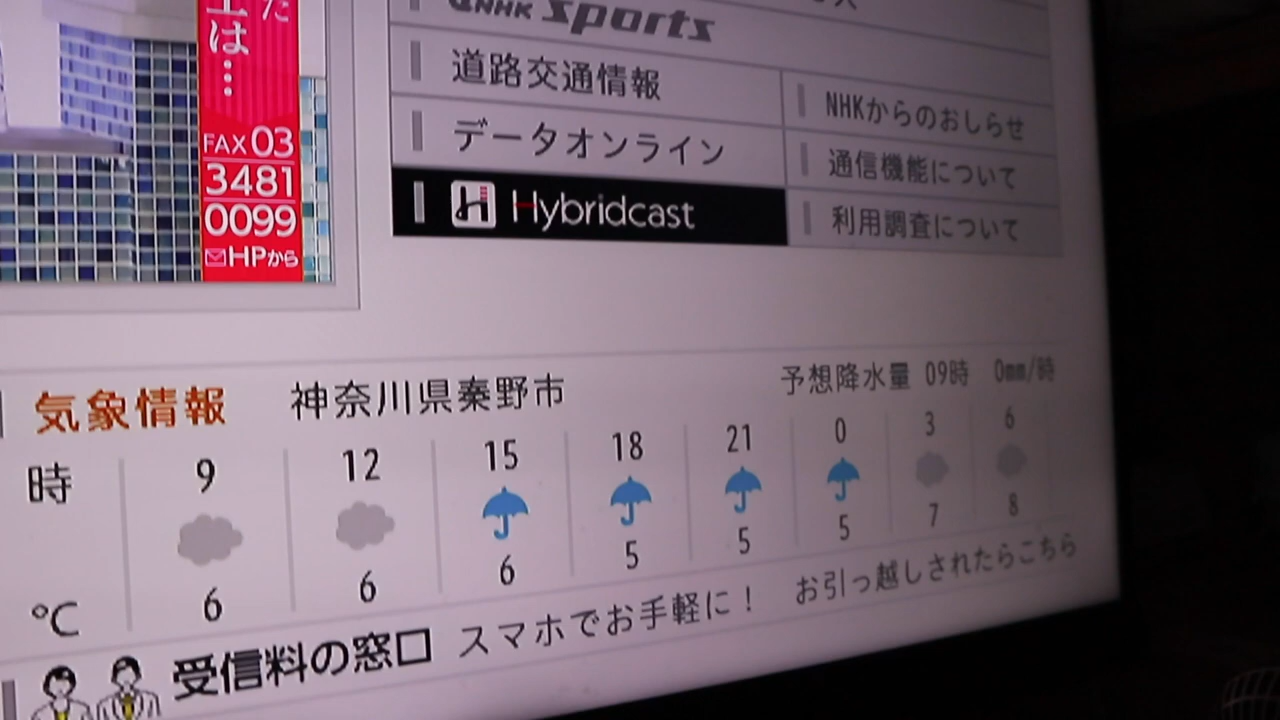 は…
FAX 03
3481
0099
HPから
NHK sports
道路交通情報
データオンライン
Hybridcast
NHKからのおしらせ
通信機能について
利用調査について
気象情報 神奈川県秦野市 予想降水量 09時 0mm/時
時 9 12 15 18 21 0 3 6
℃ 6 6 6 5 5 5 7 8
受信料の窓口 スマホでお手軽に! お引っ越しされたらこちら